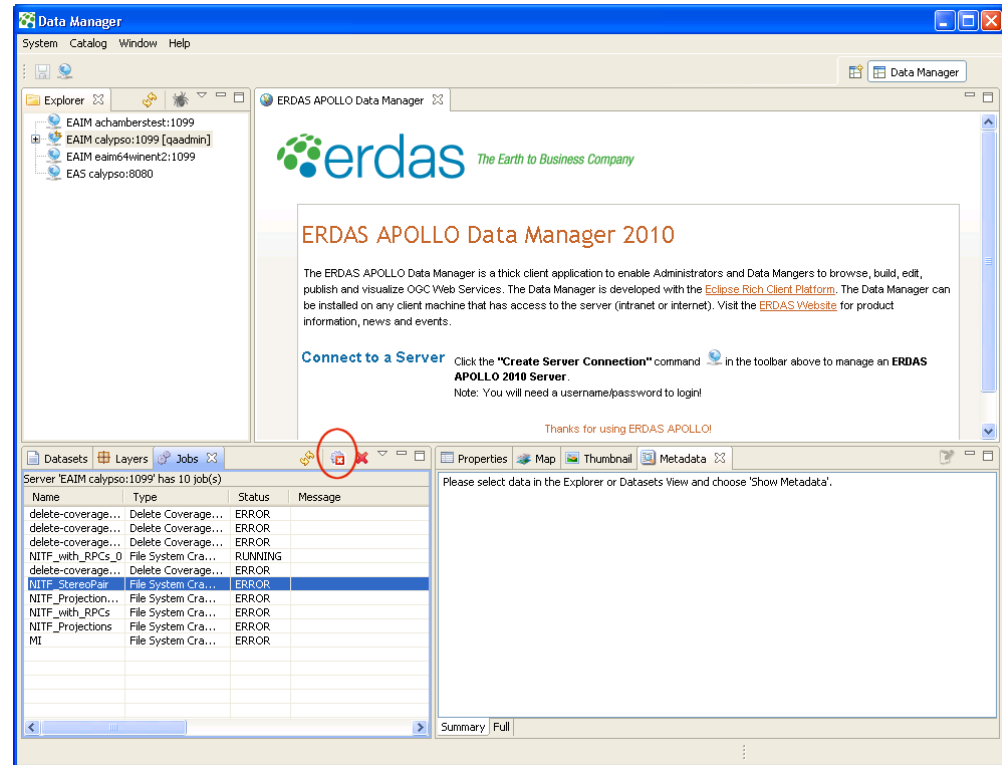 Data Manager
System Catalog Window Help
Data Manager
Explorer
EAIM achamberstest:1099
EAIM calypso:1099 [qaadmin]
EAIM eaim64winent2:1099
EAS calypso:8080
ERDAS APOLLO Data Manager
erdas The Earth to Business Company
ERDAS APOLLO Data Manager 2010
The ERDAS APOLLO Data Manager is a thick client application to enable Administrators and Data Mangers to browse, build, edit,
publish and visualize OGC Web Services. The Data Manager is developed with the Eclipse Rich Client Platform. The Data Manager can
be installed on any client machine that has access to the server (intranet or internet). Visit the ERDAS Website for product
information, news and events.
Connect to a Server Click the "Create Server Connection" command in the toolbar above to manage an ERDAS
APOLLO 2010 Server.
Note: You will need a username/password to login!
Thanks for using ERDAS APOLLO!
Datasets Layers Jobs
Server 'EAIM calypso:1099' has 10 job(s)
Name Type Status Message
delete-coverage... Delete Coverage... ERROR
delete-coverage... Delete Coverage... ERROR
delete-coverage... Delete Coverage... ERROR
NITF_with_RPCs_0 File System Cra... RUNNING
delete-coverage... Delete Coverage... ERROR
NITF_StereoPair File System Cra... ERROR
NITF_Projection... File System Cra... ERROR
NITF_with_RPCs File System Cra... ERROR
NITF_Projections File System Cra... ERROR
MI File System Cra... ERROR
Properties Map Thumbnail Metadata
Please select data in the Explorer or Datasets View and choose 'Show Metadata'.
Summary Full